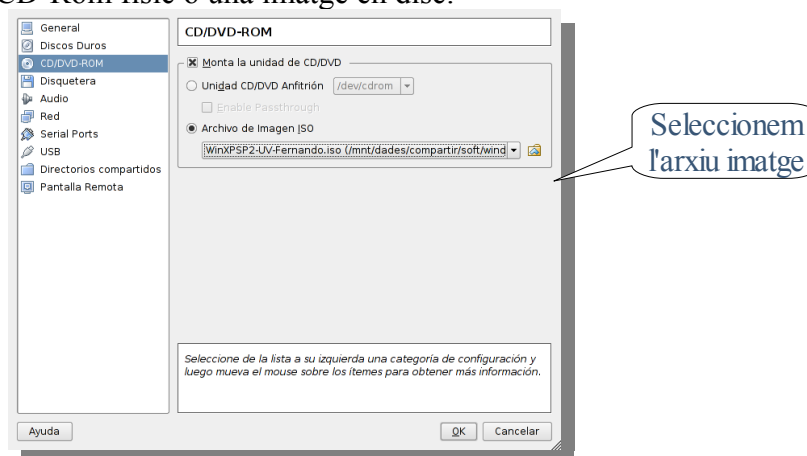 CD-Rom físic o una imatge en disc.
General
Discos Duros
CD/DVD-ROM
Disquetera
Audio
Red
Serial Ports
USB
Directorios compartidos
Pantalla Remota
CD/DVD-ROM
Monta la unidad de CD/DVD
Unidad CD/DVD Anfitrión /dev/cdrom
Enable Passthrough
Archivo de Imagen ISO
WinXPSP2-UV-Fernando.iso (/mnt/dades/compartir/soft/wind
Seleccione de la lista a su izquierda una categoría de configuración y
luego mueva el mouse sobre los ítemes para obtener más información.
Ayuda
OK Cancelar
Seleccionem
l'arxiu imatge